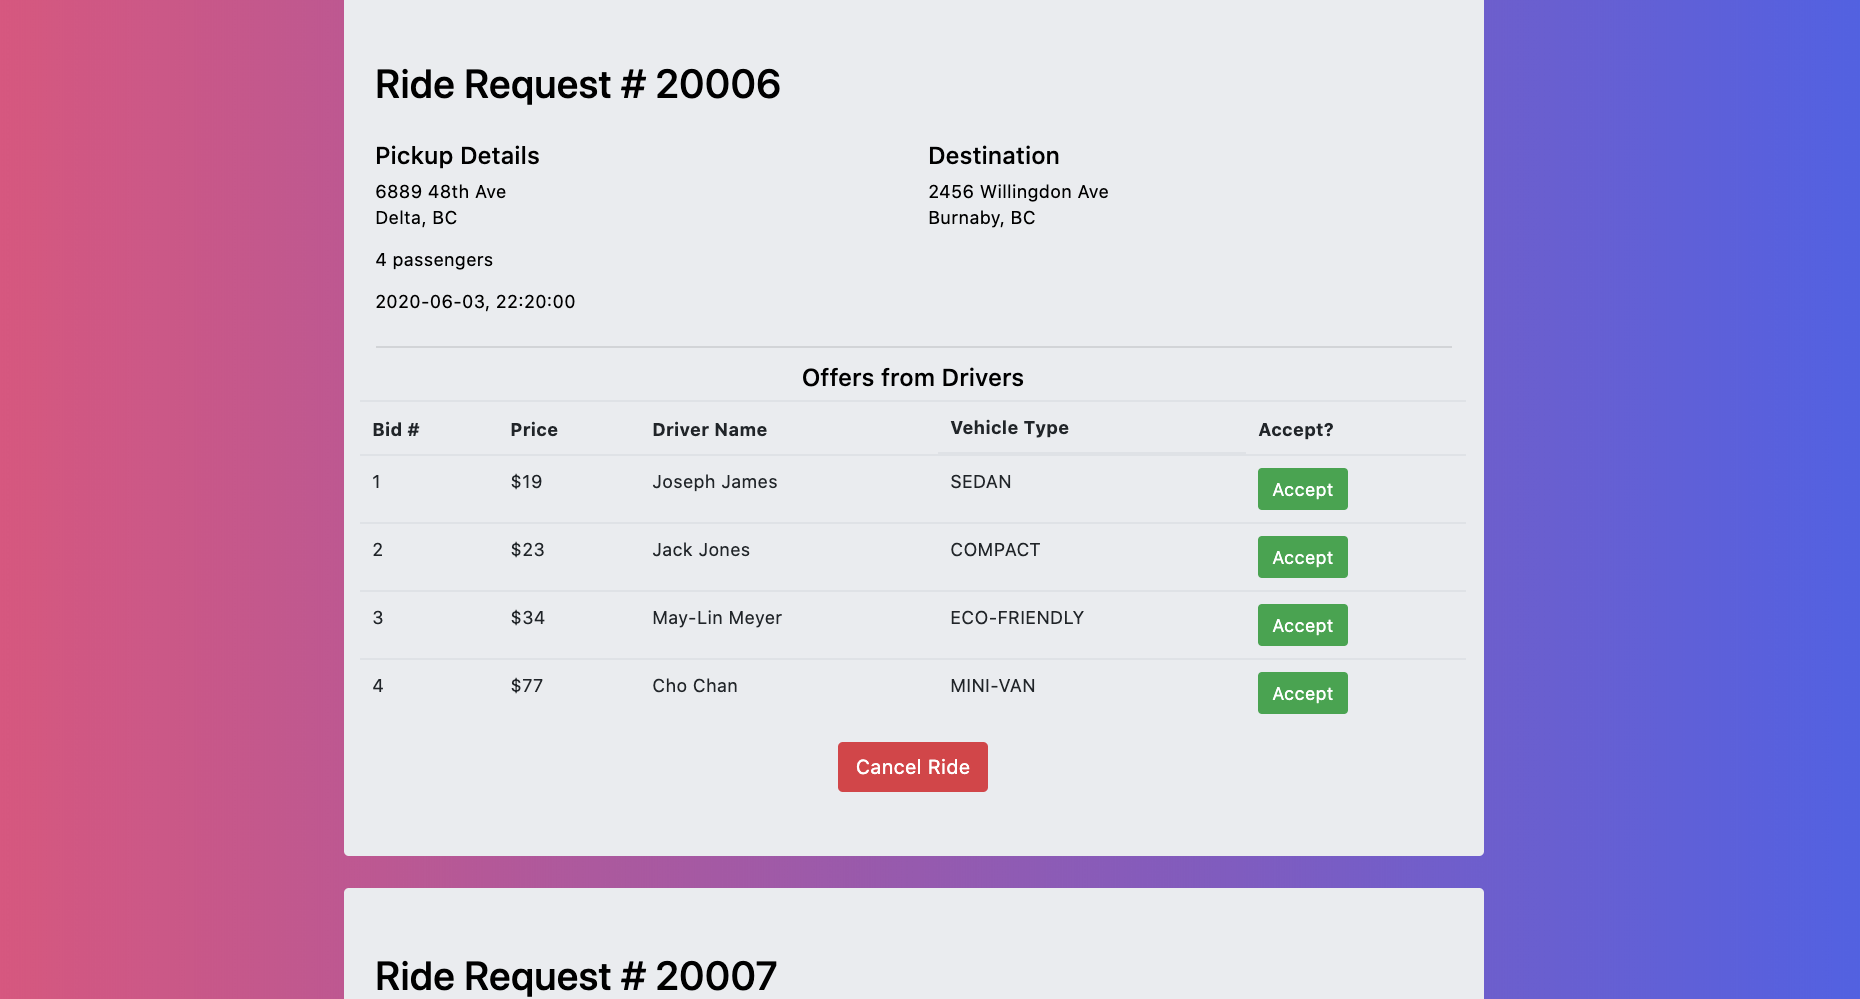 Ride Request # 20006
Pickup Details
6889 48th Ave
Delta, BC
4 passengers
2020-06-03, 22:20:00
Destination
2456 Willingdon Ave
Burnaby, BC
Offers from Drivers
Bid # Price Driver Name Vehicle Type Accept?
1 $19 Joseph James SEDAN Accept
2 $23 Jack Jones COMPACT Accept
3 $34 May-Lin Meyer ECO-FRIENDLY Accept
4 $77 Cho Chan MINI-VAN Accept
Cancel Ride
Ride Request # 20007